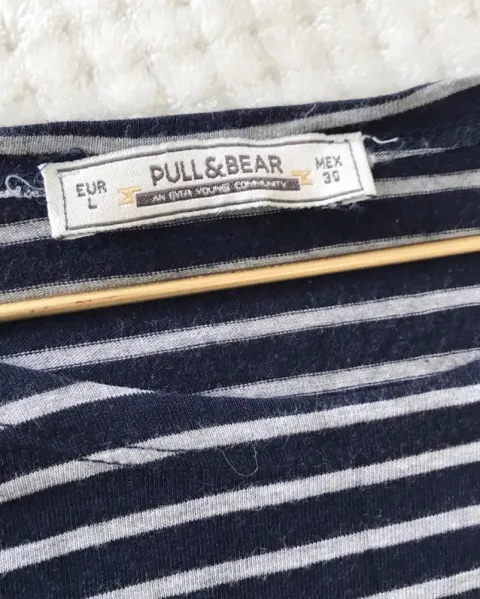 EUR
L
PULL&BEAR
AN EVER YOUNG COMMUNITY
MEX
30